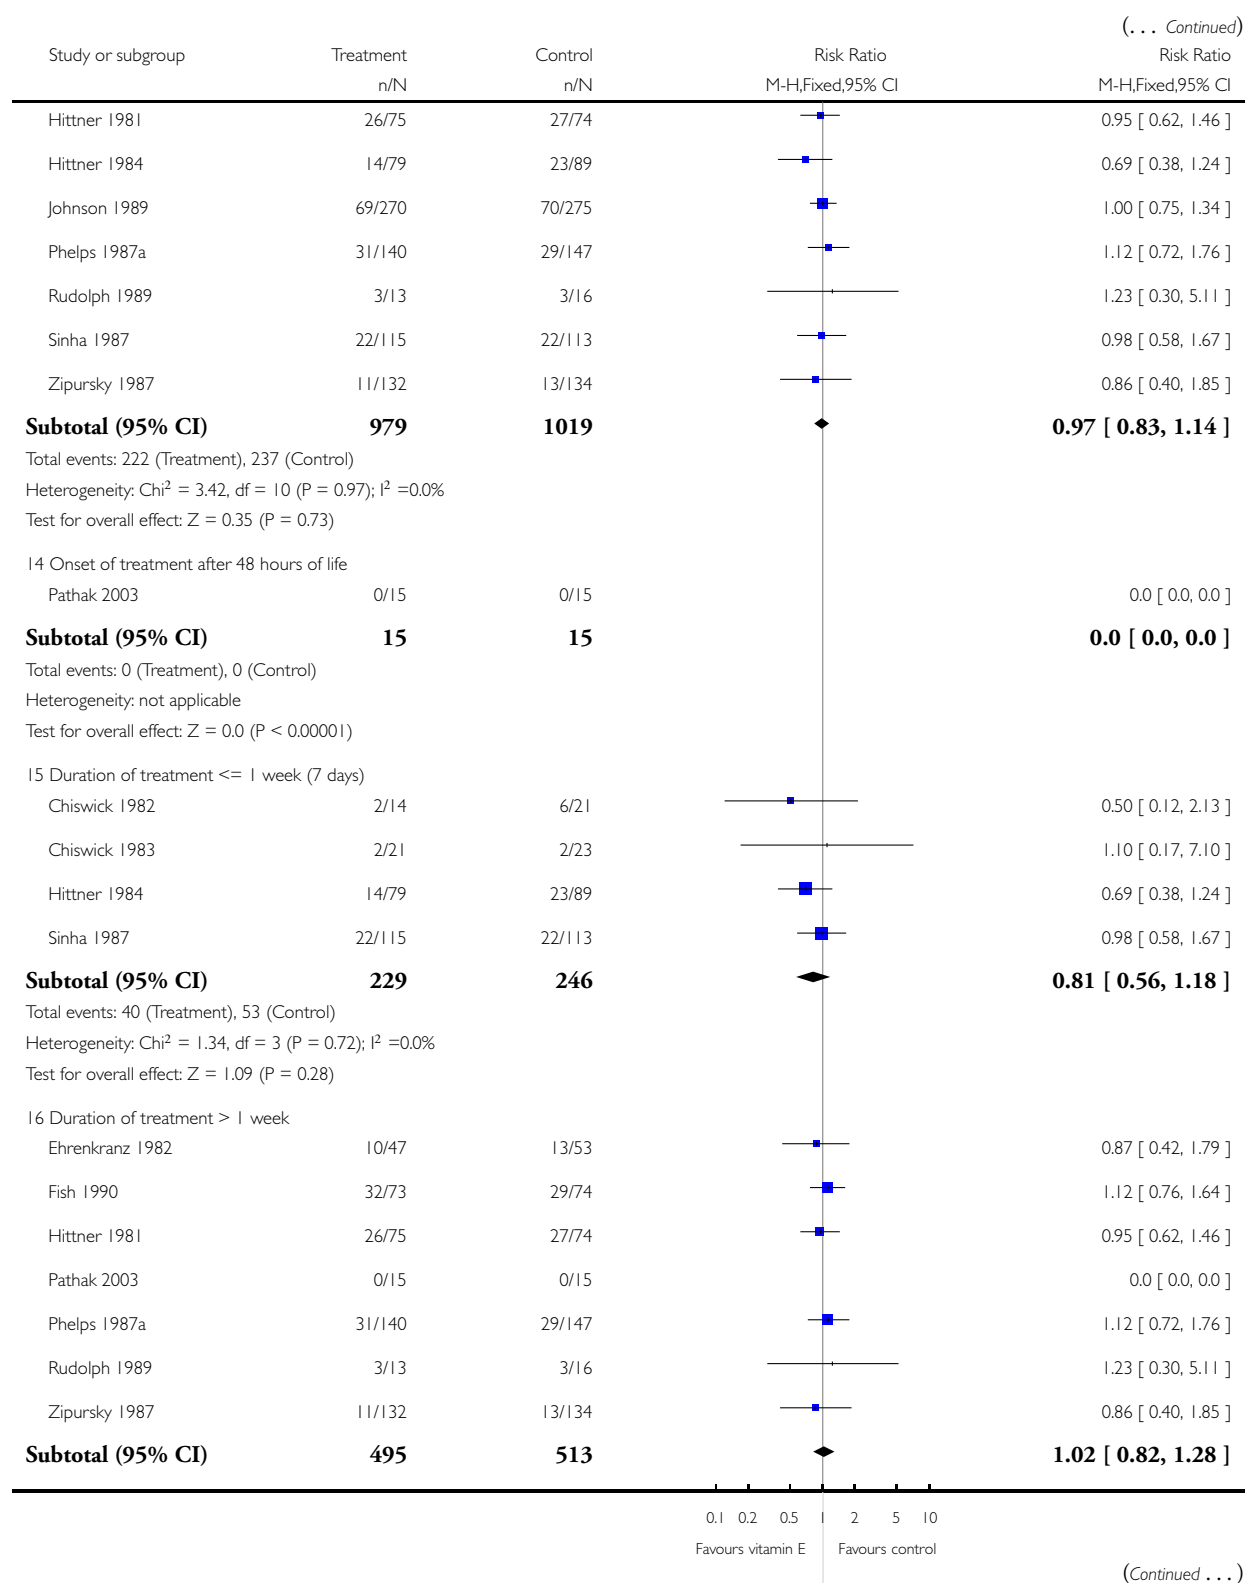 (... Continued)
Study or subgroup Treatment Control Risk Ratio Risk Ratio
n/N n/N M-H,Fixed,95% CI M-H,Fixed,95% CI
Hittner 1981 26/75 27/74 0.95 [ 0.62, 1.46 ]
Hittner 1984 14/79 23/89 0.69 [ 0.38, 1.24 ]
Johnson 1989 69/270 70/275 1.00 [ 0.75, 1.34 ]
Phelps 1987a 31/140 29/147 1.12 [ 0.72, 1.76 ]
Rudolph 1989 3/13 3/16 1.23 [ 0.30, 5.11 ]
Sinha 1987 22/115 22/113 0.98 [ 0.58, 1.67 ]
Zipursky 1987 11/132 13/134 0.86 [ 0.40, 1.85 ]
Subtotal (95% CI) 979 1019 0.97 [ 0.83, 1.14 ]
Total events: 222 (Treatment), 237 (Control)
Heterogeneity: Chi² = 3.42, df = 10 (P = 0.97); I² =0.0%
Test for overall effect: Z = 0.35 (P = 0.73)
14 Onset of treatment after 48 hours of life
Pathak 2003 0/15 0/15 0.0 [ 0.0, 0.0 ]
Subtotal (95% CI) 15 15 0.0 [ 0.0, 0.0 ]
Total events: 0 (Treatment), 0 (Control)
Heterogeneity: not applicable
Test for overall effect: Z = 0.0 (P < 0.00001)
15 Duration of treatment <= 1 week (7 days)
Chiswick 1982 2/14 6/21 0.50 [ 0.12, 2.13 ]
Chiswick 1983 2/21 2/23 1.10 [ 0.17, 7.10 ]
Hittner 1984 14/79 23/89 0.69 [ 0.38, 1.24 ]
Sinha 1987 22/115 22/113 0.98 [ 0.58, 1.67 ]
Subtotal (95% CI) 229 246 0.81 [ 0.56, 1.18 ]
Total events: 40 (Treatment), 53 (Control)
Heterogeneity: Chi² = 1.34, df = 3 (P = 0.72); I² =0.0%
Test for overall effect: Z = 1.09 (P = 0.28)
16 Duration of treatment > 1 week
Ehrenkranz 1982 10/47 13/53 0.87 [ 0.42, 1.79 ]
Fish 1990 32/73 29/74 1.12 [ 0.76, 1.64 ]
Hittner 1981 26/75 27/74 0.95 [ 0.62, 1.46 ]
Pathak 2003 0/15 0/15 0.0 [ 0.0, 0.0 ]
Phelps 1987a 31/140 29/147 1.12 [ 0.72, 1.76 ]
Rudolph 1989 3/13 3/16 1.23 [ 0.30, 5.11 ]
Zipursky 1987 11/132 13/134 0.86 [ 0.40, 1.85 ]
Subtotal (95% CI) 495 513 1.02 [ 0.82, 1.28 ]
0.1 0.2 0.5 1 2 5 10
Favours vitamin E Favours control
(Continued ...)